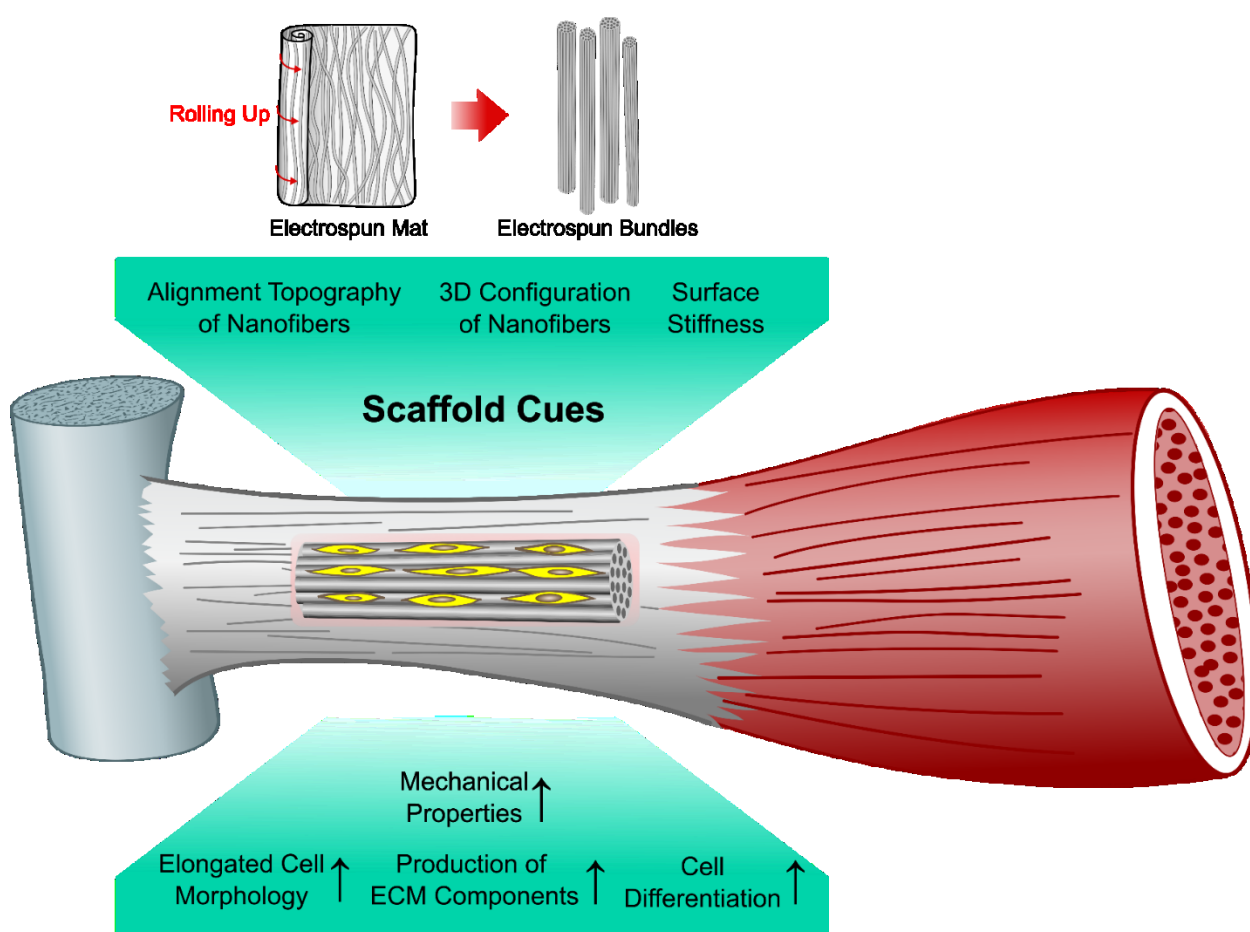 Rolling Up
Electrospun Mat
Electrospun Bundles
Alignment Topography
of Nanofibers
3D Configuration
of Nanofibers
Surface
Stiffness
Scaffold Cues
Mechanical
Properties ↑
Elongated Cell
Morphology ↑
Production of
ECM Components ↑
Cell
Differentiation ↑